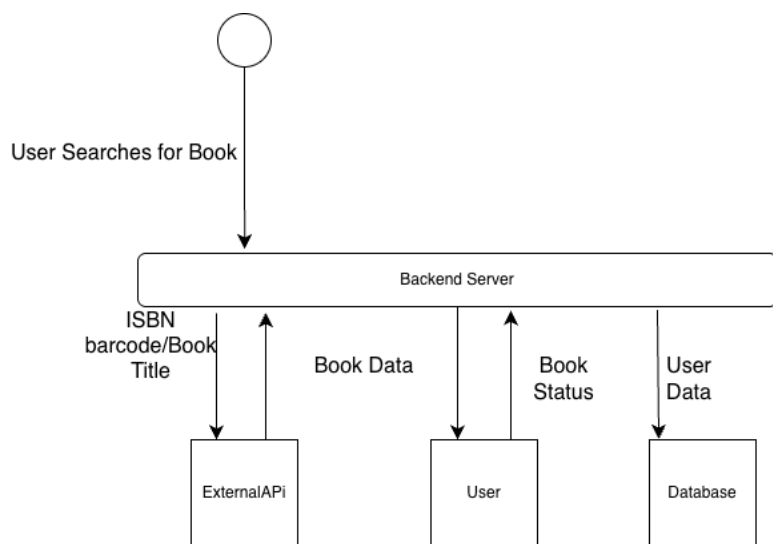 User Searches for Book
Backend Server
ISBN
barcode/Book
Title
Book Data
Book
Status
User
Data
ExternalAPi
User
Database